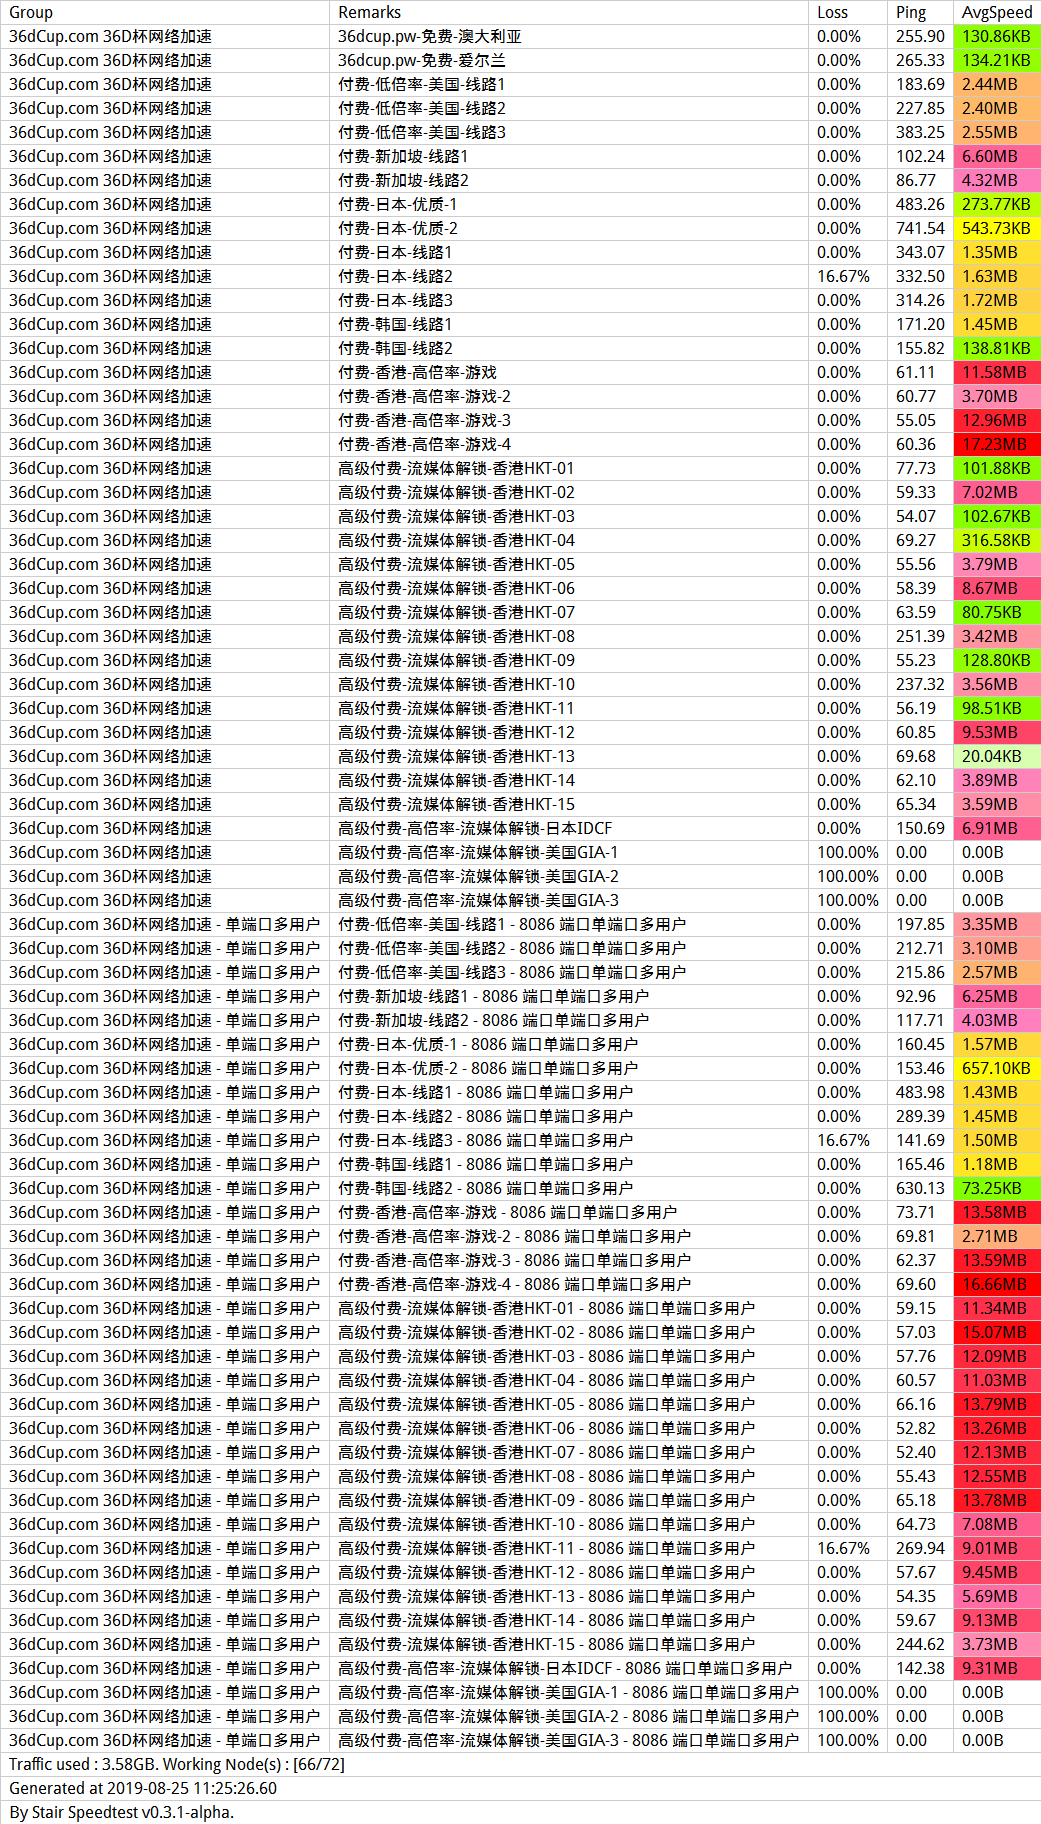 Group Remarks Loss Ping AvgSpeed
36dCup.com 36D杯网络加速 36dcup.pw-免费-澳大利亚 0.00% 255.90 130.86KB
36dCup.com 36D杯网络加速 36dcup.pw-免费-爱尔兰 0.00% 265.33 134.21KB
36dCup.com 36D杯网络加速 付费-低倍率-美国-线路1 0.00% 183.69 2.44MB
36dCup.com 36D杯网络加速 付费-低倍率-美国-线路2 0.00% 227.85 2.40MB
36dCup.com 36D杯网络加速 付费-低倍率-美国-线路3 0.00% 383.25 2.55MB
36dCup.com 36D杯网络加速 付费-新加坡-线路1 0.00% 102.24 6.60MB
36dCup.com 36D杯网络加速 付费-新加坡-线路2 0.00% 86.77 4.32MB
36dCup.com 36D杯网络加速 付费-日本-优质-1 0.00% 483.26 273.77KB
36dCup.com 36D杯网络加速 付费-日本-优质-2 0.00% 741.54 543.73KB
36dCup.com 36D杯网络加速 付费-日本-线路1 0.00% 343.07 1.35MB
36dCup.com 36D杯网络加速 付费-日本-线路2 16.67% 332.50 1.63MB
36dCup.com 36D杯网络加速 付费-日本-线路3 0.00% 314.26 1.72MB
36dCup.com 36D杯网络加速 付费-韩国-线路1 0.00% 171.20 1.45MB
36dCup.com 36D杯网络加速 付费-韩国-线路2 0.00% 155.82 138.81KB
36dCup.com 36D杯网络加速 付费-香港-高倍率-游戏 0.00% 61.11 11.58MB
36dCup.com 36D杯网络加速 付费-香港-高倍率-游戏-2 0.00% 60.77 3.70MB
36dCup.com 36D杯网络加速 付费-香港-高倍率-游戏-3 0.00% 55.05 12.96MB
36dCup.com 36D杯网络加速 付费-香港-高倍率-游戏-4 0.00% 60.36 17.23MB
36dCup.com 36D杯网络加速 高级付费-流媒体解锁-香港HKT-01 0.00% 77.73 101.88KB
36dCup.com 36D杯网络加速 高级付费-流媒体解锁-香港HKT-02 0.00% 59.33 7.02MB
36dCup.com 36D杯网络加速 高级付费-流媒体解锁-香港HKT-03 0.00% 54.07 102.67KB
36dCup.com 36D杯网络加速 高级付费-流媒体解锁-香港HKT-04 0.00% 69.27 316.58KB
36dCup.com 36D杯网络加速 高级付费-流媒体解锁-香港HKT-05 0.00% 55.56 3.79MB
36dCup.com 36D杯网络加速 高级付费-流媒体解锁-香港HKT-06 0.00% 58.39 8.67MB
36dCup.com 36D杯网络加速 高级付费-流媒体解锁-香港HKT-07 0.00% 63.59 80.75KB
36dCup.com 36D杯网络加速 高级付费-流媒体解锁-香港HKT-08 0.00% 251.39 3.42MB
36dCup.com 36D杯网络加速 高级付费-流媒体解锁-香港HKT-09 0.00% 55.23 128.80KB
36dCup.com 36D杯网络加速 高级付费-流媒体解锁-香港HKT-10 0.00% 237.32 3.56MB
36dCup.com 36D杯网络加速 高级付费-流媒体解锁-香港HKT-11 0.00% 56.19 98.51KB
36dCup.com 36D杯网络加速 高级付费-流媒体解锁-香港HKT-12 0.00% 60.85 9.53MB
36dCup.com 36D杯网络加速 高级付费-流媒体解锁-香港HKT-13 0.00% 69.68 20.04KB
36dCup.com 36D杯网络加速 高级付费-流媒体解锁-香港HKT-14 0.00% 62.10 3.89MB
36dCup.com 36D杯网络加速 高级付费-流媒体解锁-香港HKT-15 0.00% 65.34 3.59MB
36dCup.com 36D杯网络加速 高级付费-高倍率-流媒体解锁-日本IDCF 0.00% 150.69 6.91MB
36dCup.com 36D杯网络加速 高级付费-高倍率-流媒体解锁-美国GIA-1 100.00% 0.00 0.00B
36dCup.com 36D杯网络加速 高级付费-高倍率-流媒体解锁-美国GIA-2 100.00% 0.00 0.00B
36dCup.com 36D杯网络加速 高级付费-高倍率-流媒体解锁-美国GIA-3 100.00% 0.00 0.00B
36dCup.com 36D杯网络加速 - 单端口多用户 付费-低倍率-美国-线路1 - 8086 端口单端口多用户 0.00% 197.85 3.35MB
36dCup.com 36D杯网络加速 - 单端口多用户 付费-低倍率-美国-线路2 - 8086 端口单端口多用户 0.00% 212.71 3.10MB
36dCup.com 36D杯网络加速 - 单端口多用户 付费-低倍率-美国-线路3 - 8086 端口单端口多用户 0.00% 215.86 2.57MB
36dCup.com 36D杯网络加速 - 单端口多用户 付费-新加坡-线路1 - 8086 端口单端口多用户 0.00% 92.96 6.25MB
36dCup.com 36D杯网络加速 - 单端口多用户 付费-新加坡-线路2 - 8086 端口单端口多用户 0.00% 117.71 4.03MB
36dCup.com 36D杯网络加速 - 单端口多用户 付费-日本-优质-1 - 8086 端口单端口多用户 0.00% 160.45 1.57MB
36dCup.com 36D杯网络加速 - 单端口多用户 付费-日本-优质-2 - 8086 端口单端口多用户 0.00% 153.46 657.10KB
36dCup.com 36D杯网络加速 - 单端口多用户 付费-日本-线路1 - 8086 端口单端口多用户 0.00% 483.98 1.43MB
36dCup.com 36D杯网络加速 - 单端口多用户 付费-日本-线路2 - 8086 端口单端口多用户 0.00% 289.39 1.45MB
36dCup.com 36D杯网络加速 - 单端口多用户 付费-日本-线路3 - 8086 端口单端口多用户 16.67% 141.69 1.50MB
36dCup.com 36D杯网络加速 - 单端口多用户 付费-韩国-线路1 - 8086 端口单端口多用户 0.00% 165.46 1.18MB
36dCup.com 36D杯网络加速 - 单端口多用户 付费-韩国-线路2 - 8086 端口单端口多用户 0.00% 630.13 73.25KB
36dCup.com 36D杯网络加速 - 单端口多用户 付费-香港-高倍率-游戏 - 8086 端口单端口多用户 0.00% 73.71 13.58MB
36dCup.com 36D杯网络加速 - 单端口多用户 付费-香港-高倍率-游戏-2 - 8086 端口单端口多用户 0.00% 69.81 2.71MB
36dCup.com 36D杯网络加速 - 单端口多用户 付费-香港-高倍率-游戏-3 - 8086 端口单端口多用户 0.00% 62.37 13.59MB
36dCup.com 36D杯网络加速 - 单端口多用户 付费-香港-高倍率-游戏-4 - 8086 端口单端口多用户 0.00% 69.60 16.66MB
36dCup.com 36D杯网络加速 - 单端口多用户 高级付费-流媒体解锁-香港HKT-01 - 8086 端口单端口多用户 0.00% 59.15 11.34MB
36dCup.com 36D杯网络加速 - 单端口多用户 高级付费-流媒体解锁-香港HKT-02 - 8086 端口单端口多用户 0.00% 57.03 15.07MB
36dCup.com 36D杯网络加速 - 单端口多用户 高级付费-流媒体解锁-香港HKT-03 - 8086 端口单端口多用户 0.00% 57.76 12.09MB
36dCup.com 36D杯网络加速 - 单端口多用户 高级付费-流媒体解锁-香港HKT-04 - 8086 端口单端口多用户 0.00% 60.57 11.03MB
36dCup.com 36D杯网络加速 - 单端口多用户 高级付费-流媒体解锁-香港HKT-05 - 8086 端口单端口多用户 0.00% 66.16 13.79MB
36dCup.com 36D杯网络加速 - 单端口多用户 高级付费-流媒体解锁-香港HKT-06 - 8086 端口单端口多用户 0.00% 52.82 13.26MB
36dCup.com 36D杯网络加速 - 单端口多用户 高级付费-流媒体解锁-香港HKT-07 - 8086 端口单端口多用户 0.00% 52.40 12.13MB
36dCup.com 36D杯网络加速 - 单端口多用户 高级付费-流媒体解锁-香港HKT-08 - 8086 端口单端口多用户 0.00% 55.43 12.55MB
36dCup.com 36D杯网络加速 - 单端口多用户 高级付费-流媒体解锁-香港HKT-09 - 8086 端口单端口多用户 0.00% 65.18 13.78MB
36dCup.com 36D杯网络加速 - 单端口多用户 高级付费-流媒体解锁-香港HKT-10 - 8086 端口单端口多用户 0.00% 64.73 7.08MB
36dCup.com 36D杯网络加速 - 单端口多用户 高级付费-流媒体解锁-香港HKT-11 - 8086 端口单端口多用户 16.67% 269.94 9.01MB
36dCup.com 36D杯网络加速 - 单端口多用户 高级付费-流媒体解锁-香港HKT-12 - 8086 端口单端口多用户 0.00% 57.67 9.45MB
36dCup.com 36D杯网络加速 - 单端口多用户 高级付费-流媒体解锁-香港HKT-13 - 8086 端口单端口多用户 0.00% 54.35 5.69MB
36dCup.com 36D杯网络加速 - 单端口多用户 高级付费-流媒体解锁-香港HKT-14 - 8086 端口单端口多用户 0.00% 59.67 9.13MB
36dCup.com 36D杯网络加速 - 单端口多用户 高级付费-流媒体解锁-香港HKT-15 - 8086 端口单端口多用户 0.00% 244.62 3.73MB
36dCup.com 36D杯网络加速 - 单端口多用户 高级付费-高倍率-流媒体解锁-日本IDCF - 8086 端口单端口多用户 0.00% 142.38 9.31MB
36dCup.com 36D杯网络加速 - 单端口多用户 高级付费-高倍率-流媒体解锁-美国GIA-1 - 8086 端口单端口多用户 100.00% 0.00 0.00B
36dCup.com 36D杯网络加速 - 单端口多用户 高级付费-高倍率-流媒体解锁-美国GIA-2 - 8086 端口单端口多用户 100.00% 0.00 0.00B
36dCup.com 36D杯网络加速 - 单端口多用户 高级付费-高倍率-流媒体解锁-美国GIA-3 - 8086 端口单端口多用户 100.00% 0.00 0.00B
Traffic used : 3.58GB. Working Node(s) : [66/72]
Generated at 2019-08-25 11:25:26.60
By Stair Speedtest v0.3.1-alpha.